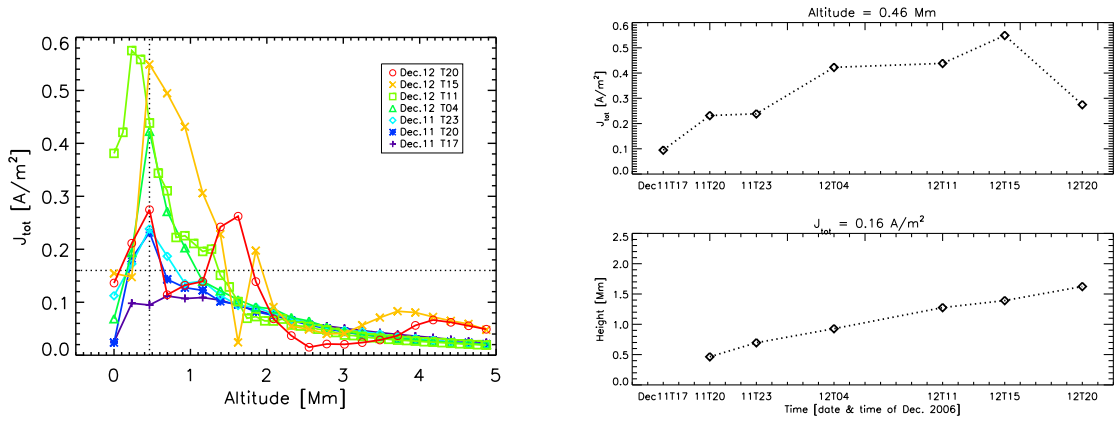 0.6
0.5
0.4
0.3
0.2
0.1
0.0
J_tot [A/m²]
Dec.12 T20
Dec.12 T15
Dec.12 T11
Dec.12 T04
Dec.11 T23
Dec.11 T20
Dec.11 T17
0 1 2 3 4 5
Altitude [Mm]
Altitude = 0.46 Mm
0.6
0.5
0.4
0.3
0.2
0.1
0.0
J_tot [A/m²]
Dec11T17 11T20 11T23 12T04 12T11 12T15 12T20
J_tot = 0.16 A/m²
2.5
2.0
1.5
1.0
0.5
0.0
Height [Mm]
Dec11T17 11T20 11T23 12T04 12T11 12T15 12T20
Time [date & time of Dec. 2006]